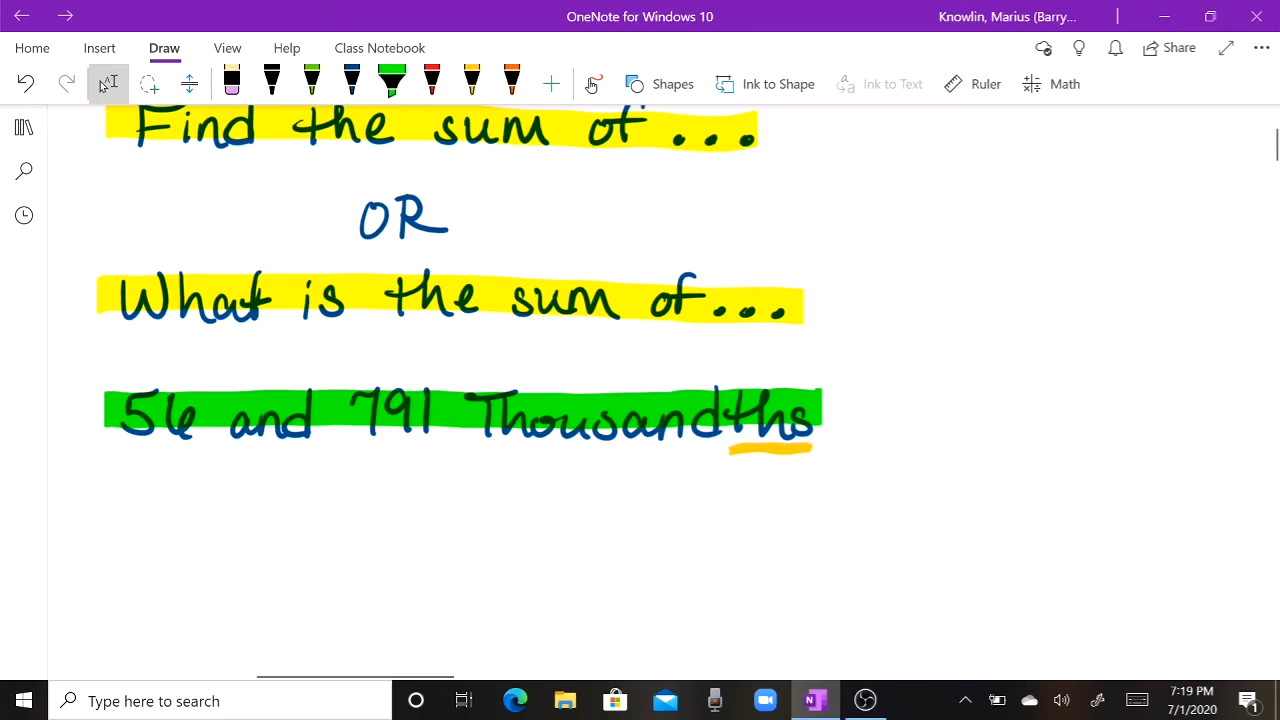 OneNote for Windows 10
Knowlin, Marius (Barry...
Home Insert Draw View Help Class Notebook Share
Shapes Ink to Shape Ink to Text Ruler Math
Find the sum of...
OR
What is the sum of...
56 and 791 Thousandths
Type here to search
7:19 PM
7/1/2020
1